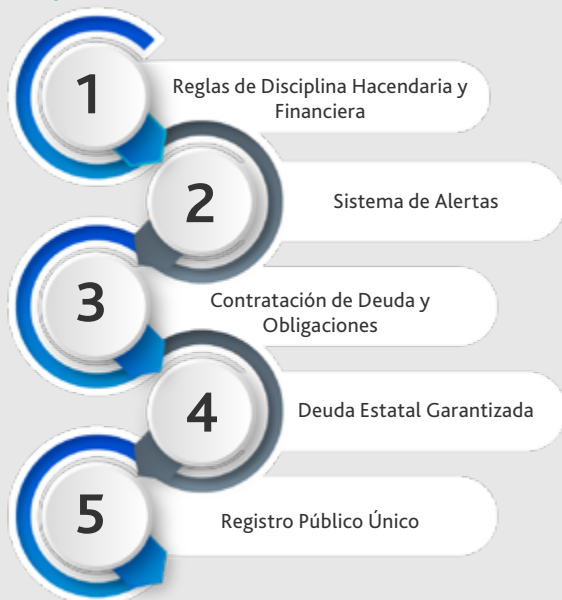 1
Reglas de Disciplina Hacendaria y
Financiera
2
Sistema de Alertas
3
Contratación de Deuda y
Obligaciones
4
Deuda Estatal Garantizada
5
Registro Público Único